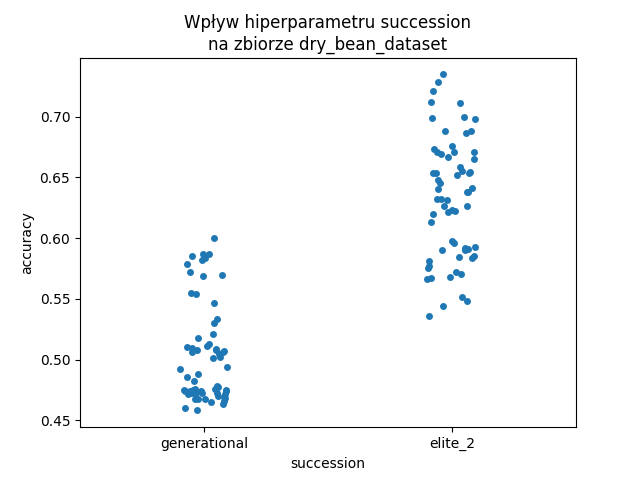 Wpływ hiperparametru succession
na zbiorze dry_bean_dataset
accuracy
0.70
0.65
0.60
0.55
0.50
0.45
generational
elite_2
succession